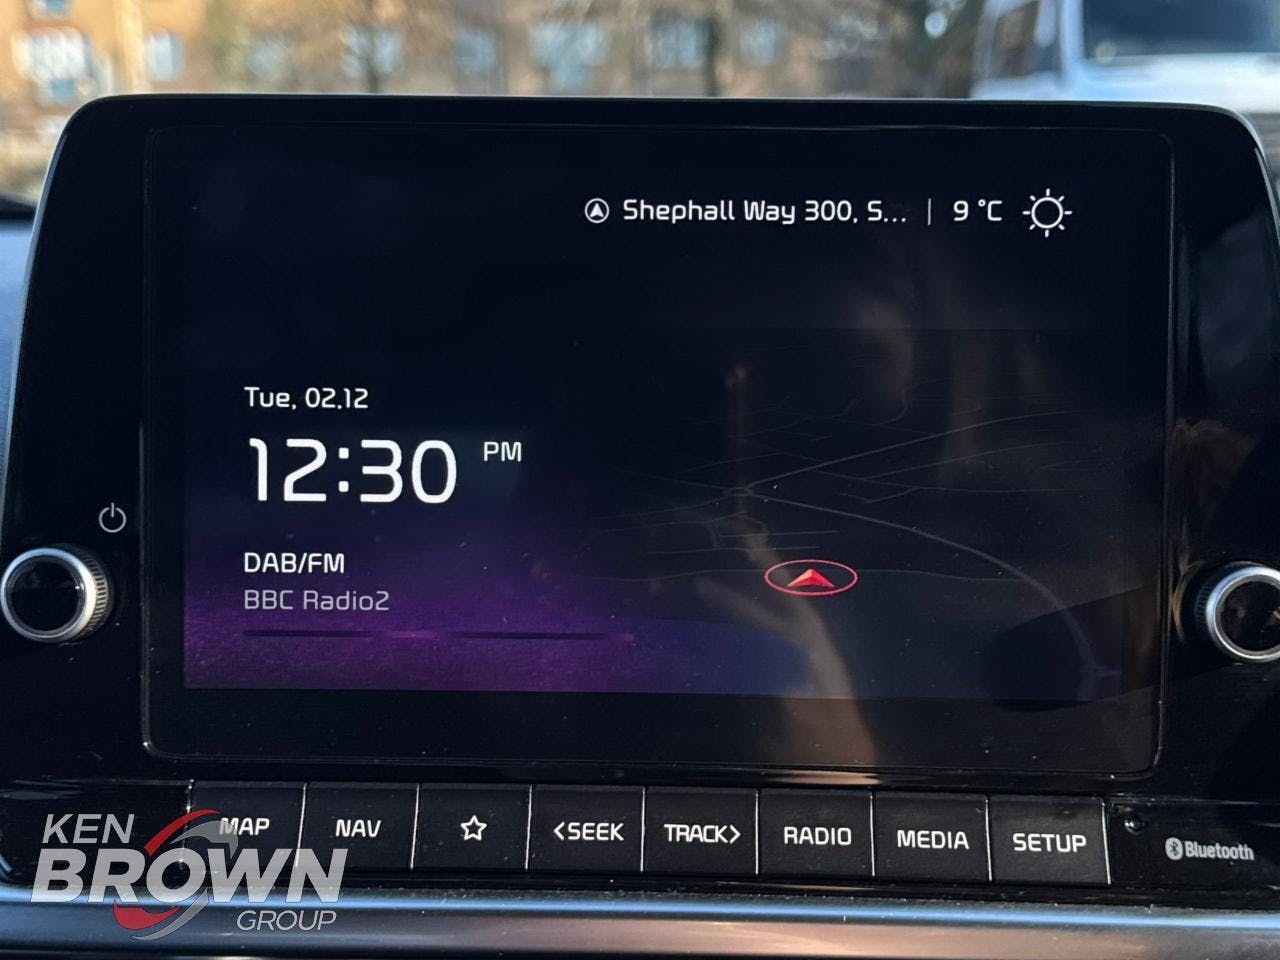 Shephall Way 300, S... | 9 °C
Tue, 02.12
12:30 PM
DAB/FM
BBC Radio2
MAP
NAV
<SEEK
TRACK>
RADIO
MEDIA
SETUP
Bluetooth
KEN
BROWN
GROUP